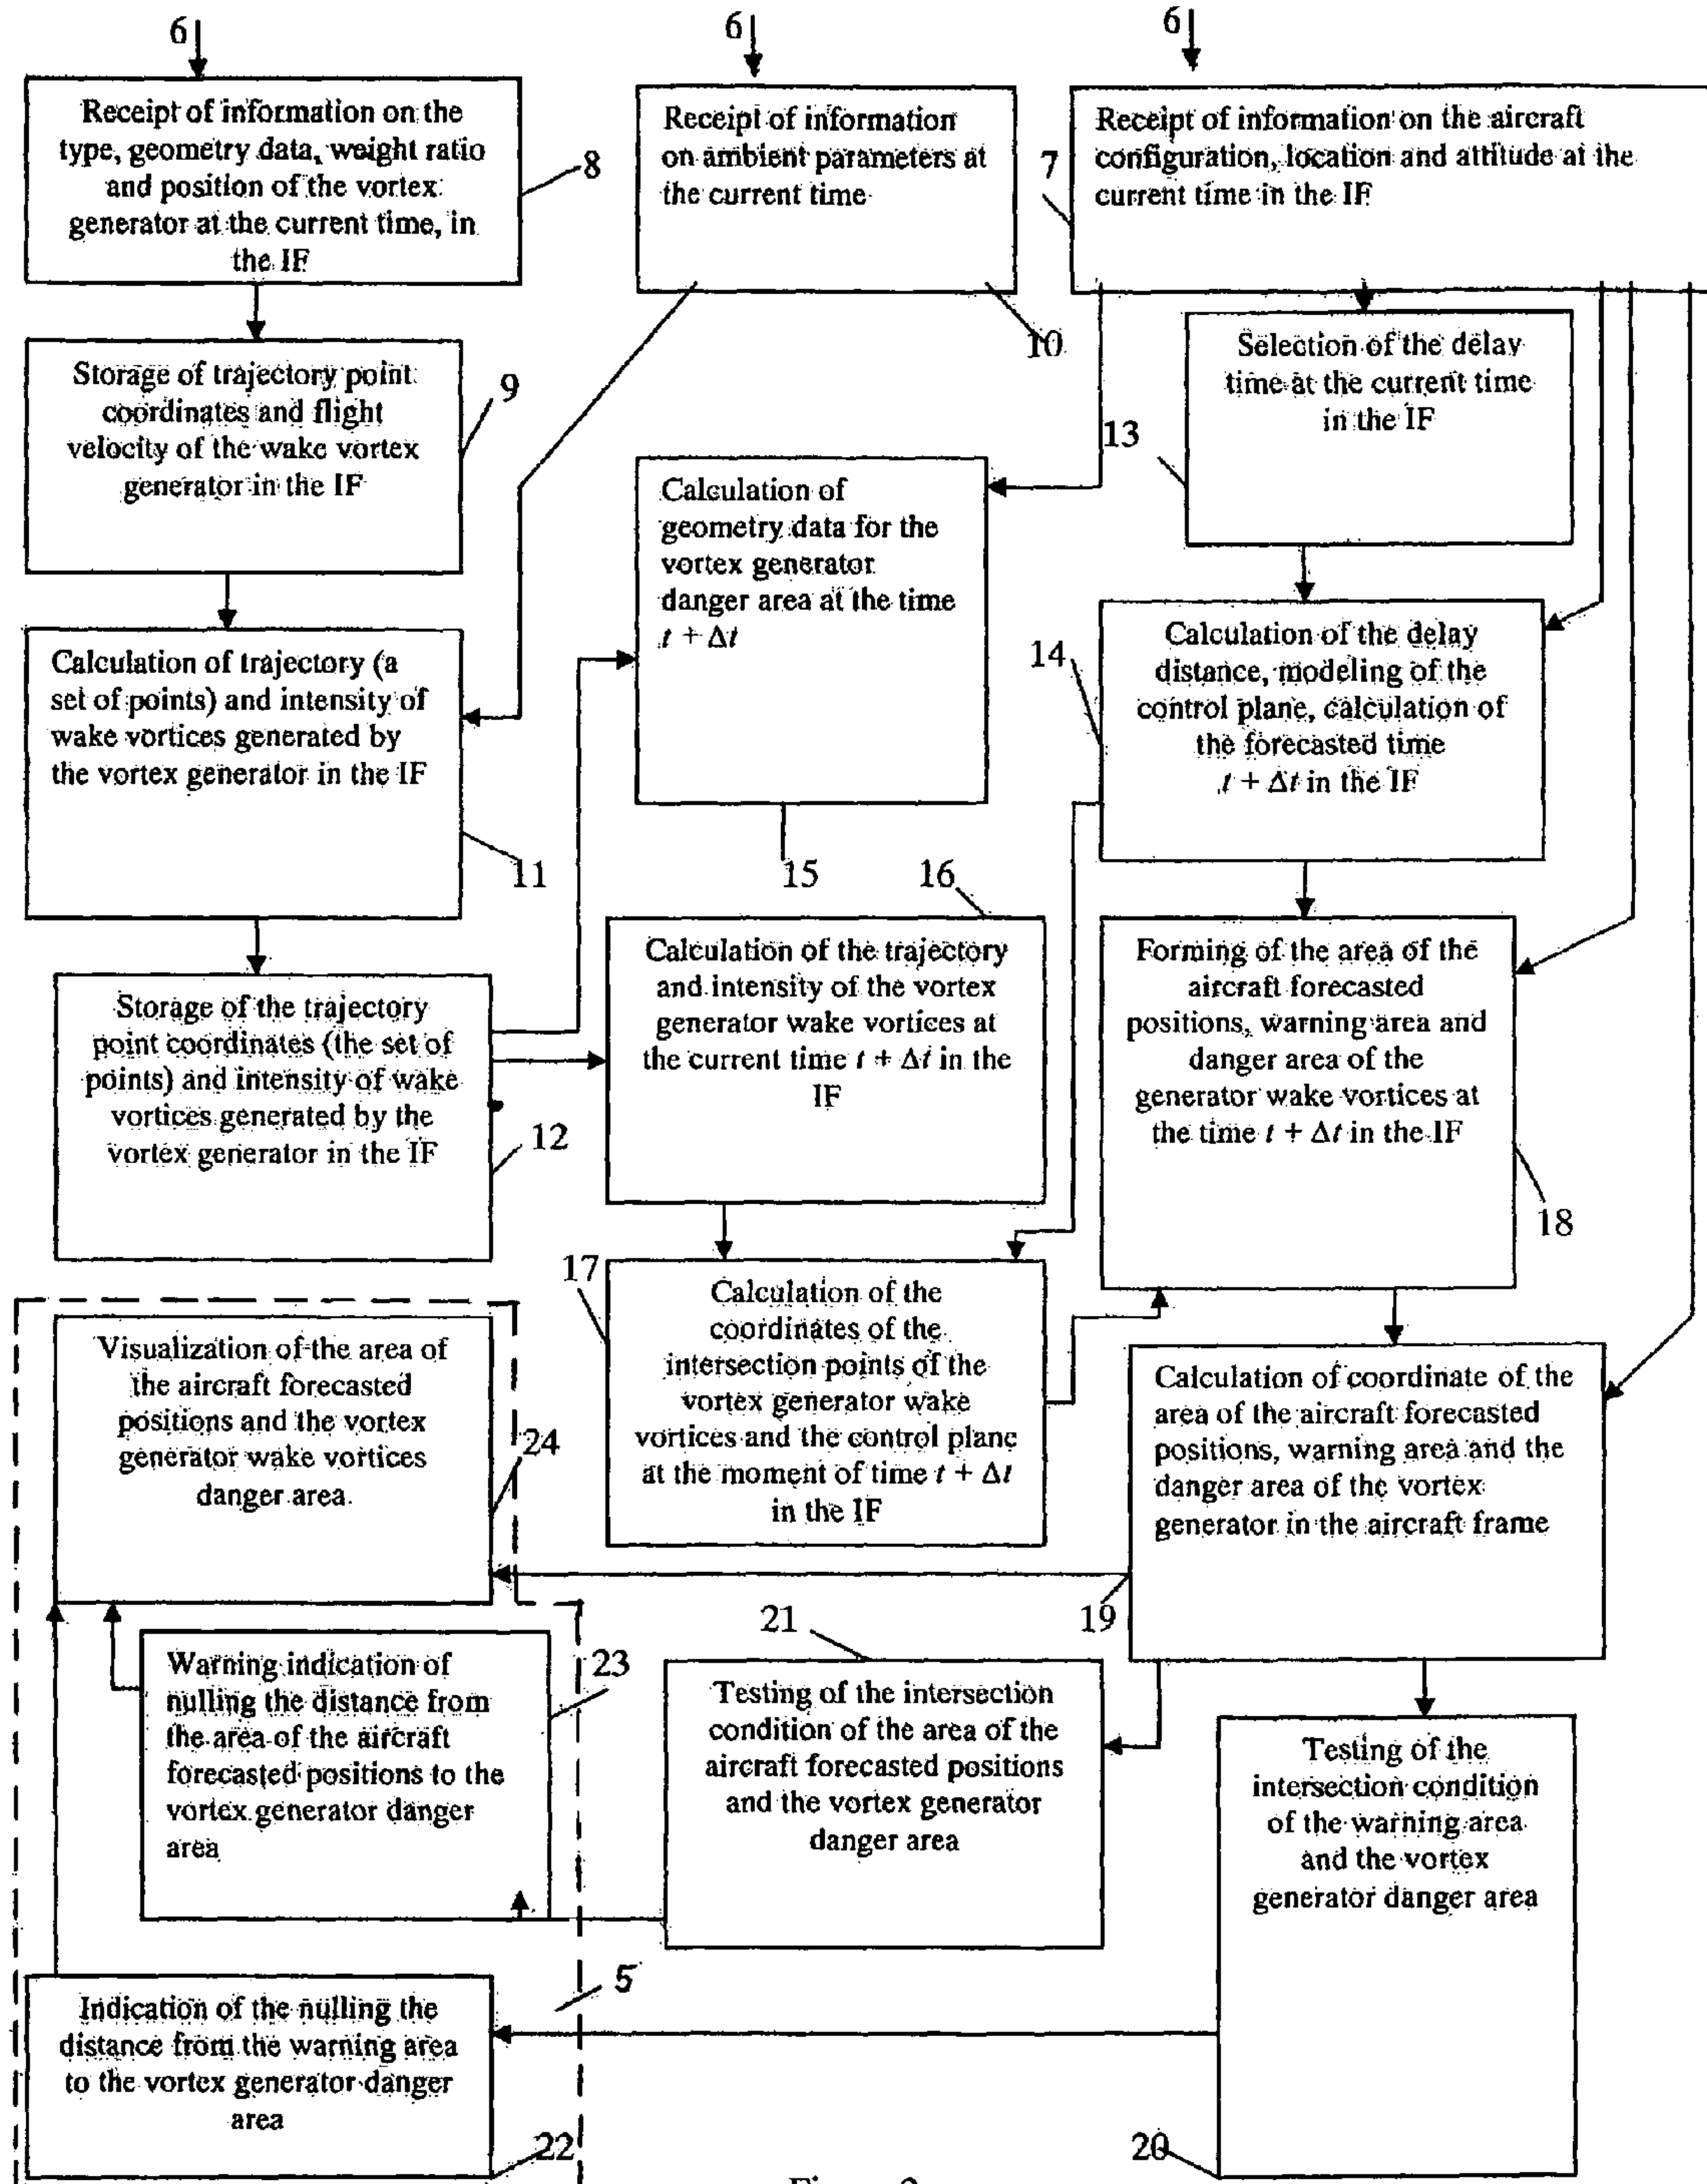 6
6
6
Receipt of information on the
type, geometry data, weight ratio
and position of the vortex
generator at the current time, in
the IF
8
Receipt of information
on ambient parameters at
the current time
10
7
Receipt of information on the aircraft
configuration, location and attitude at the
current time in the IF
Storage of trajectory point
coordinates and flight
velocity of the wake vortex
generator in the IF
9
Selection of the delay
time at the current time
in the IF
13
Calculation of
geometry data for the
vortex generator
danger area at the time
t + Δt
15
Calculation of trajectory (a
set of points) and intensity of
wake vortices generated by
the vortex generator in the IF
11
14
Calculation of the delay
distance, modeling of the
control plane, calculation of
the forecasted time
t + Δt in the IF
16
Calculation of the trajectory
and intensity of the vortex
generator wake vortices at
the current time t + Δt in the
IF
Forming of the area of the
aircraft forecasted
positions, warning area and
danger area of the
generator wake vortices at
the time t + Δt in the IF
18
Storage of the trajectory
point coordinates (the set of
points) and intensity of wake
vortices generated by the
vortex generator in the IF
12
17
Calculation of the
coordinates of the
intersection points of the
vortex generator wake
vortices and the control plane
at the moment of time t + Δt
in the IF
Visualization of the area of
the aircraft forecasted
positions and the vortex
generator wake vortices
danger area.
24
Calculation of coordinate of the
area of the aircraft forecasted
positions, warning area and the
danger area of the vortex
generator in the aircraft frame
19
21
Warning indication of
nulling the distance from
the area of the aircraft
forecasted positions to the
vortex generator danger
area
23
Testing of the intersection
condition of the area of the
aircraft forecasted positions
and the vortex generator
danger area
Testing of the
intersection condition
of the warning area
and the vortex
generator danger area
20
5
Indication of the nulling the
distance from the warning area
to the vortex generator danger
area
22